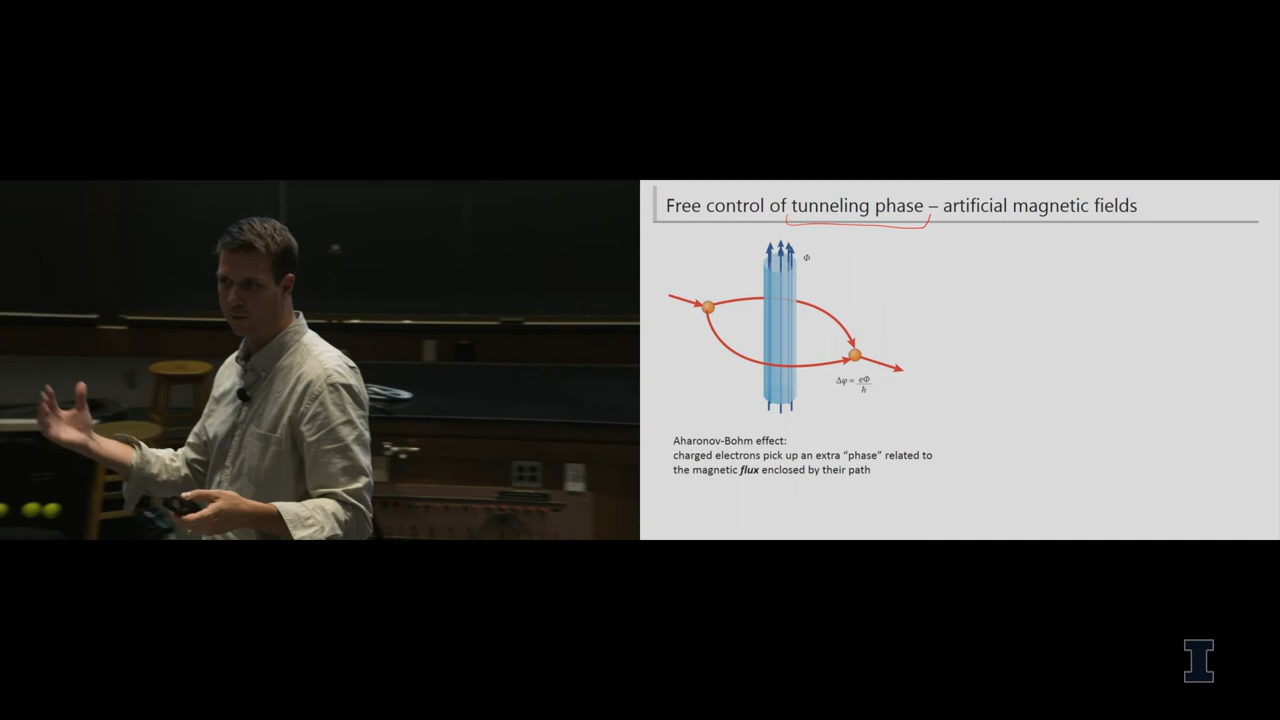 Free control of tunneling phase – artificial magnetic fields
Φ
Δφ = eΦ
ħ
Aharonov-Bohm effect:
charged electrons pick up an extra “phase” related to
the magnetic flux enclosed by their path
I